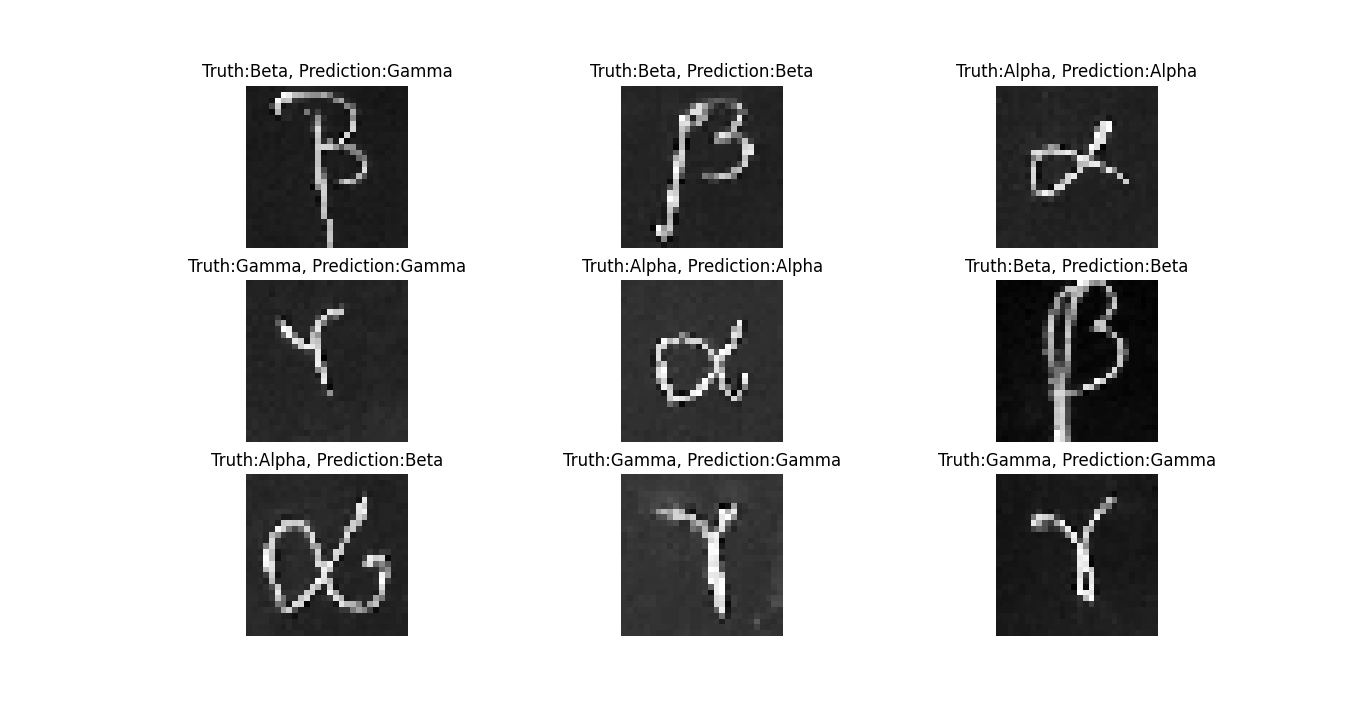 Truth:Beta, Prediction:Gamma
Truth:Beta, Prediction:Beta
Truth:Alpha, Prediction:Alpha
β
β
α
Truth:Gamma, Prediction:Gamma
Truth:Alpha, Prediction:Alpha
Truth:Beta, Prediction:Beta
γ
α
β
Truth:Alpha, Prediction:Beta
Truth:Gamma, Prediction:Gamma
Truth:Gamma, Prediction:Gamma
α
γ
γ